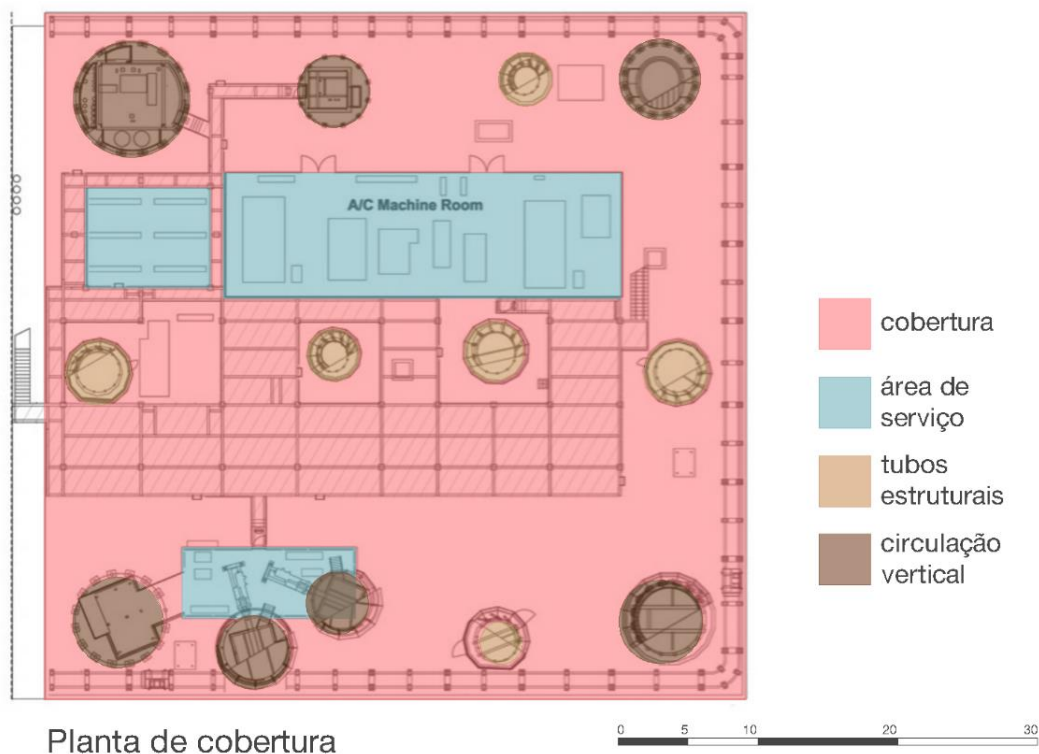 A/C Machine Room
cobertura
área de
serviço
tubos
estruturais
circulação
vertical
Planta de cobertura
0 5 10 20 30